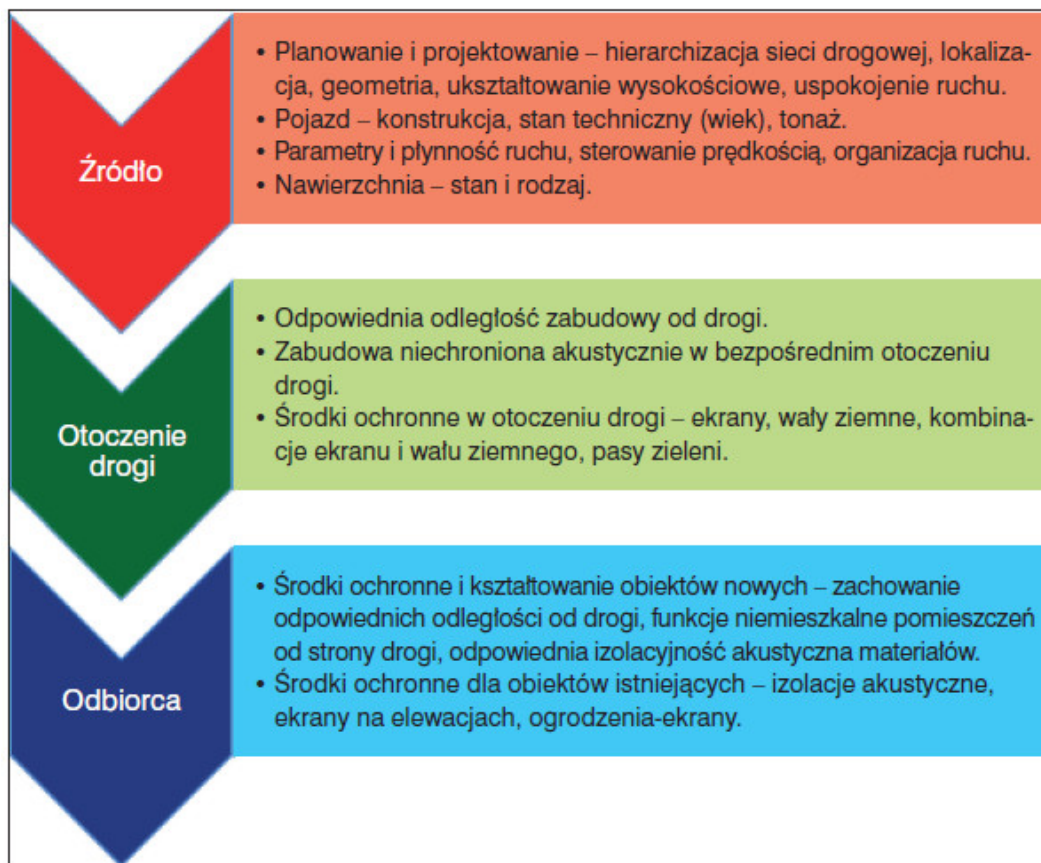 Źródło
• Planowanie i projektowanie – hierarchizacja sieci drogowej, lokaliza-
cja, geometria, ukształtowanie wysokościowe, uspokojenie ruchu.
• Pojazd – konstrukcja, stan techniczny (wiek), tonaż.
• Parametry i płynność ruchu, sterowanie prędkością, organizacja ruchu.
• Nawierzchnia – stan i rodzaj.
Otoczenie
drogi
• Odpowiednia odległość zabudowy od drogi.
• Zabudowa niechroniona akustycznie w bezpośrednim otoczeniu
drogi.
• Środki ochronne w otoczeniu drogi – ekrany, wały ziemne, kombina-
cje ekranu i wału ziemnego, pasy zieleni.
Odbiorca
• Środki ochronne i kształtowanie obiektów nowych – zachowanie
odpowiednich odległości od drogi, funkcje niemieszkalne pomieszczeń
od strony drogi, odpowiednia izolacyjność akustyczna materiałów.
• Środki ochronne dla obiektów istniejących – izolacje akustyczne,
ekrany na elewacjach, ogrodzenia-ekrany.